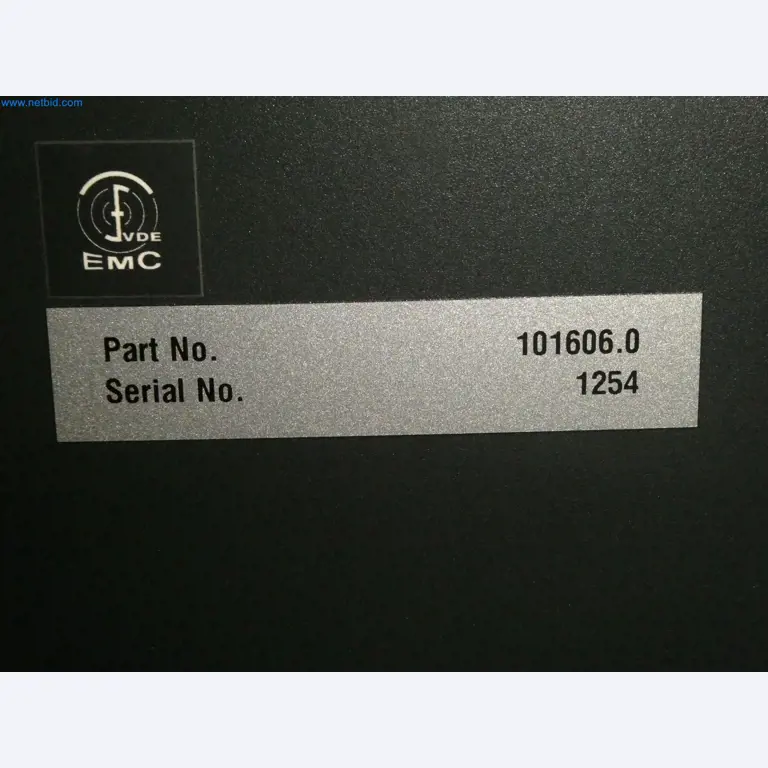 www.netbid.com
VDE
EMC
Part No. 101606.0
Serial No. 1254